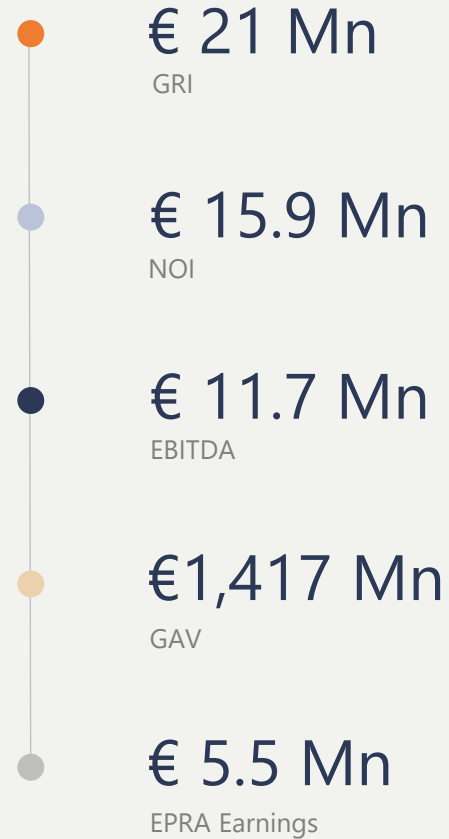 € 21 Mn
GRI
€ 15.9 Mn
NOI
€ 11.7 Mn
EBITDA
€1,417 Mn
GAV
€ 5.5 Mn
EPRA Earnings